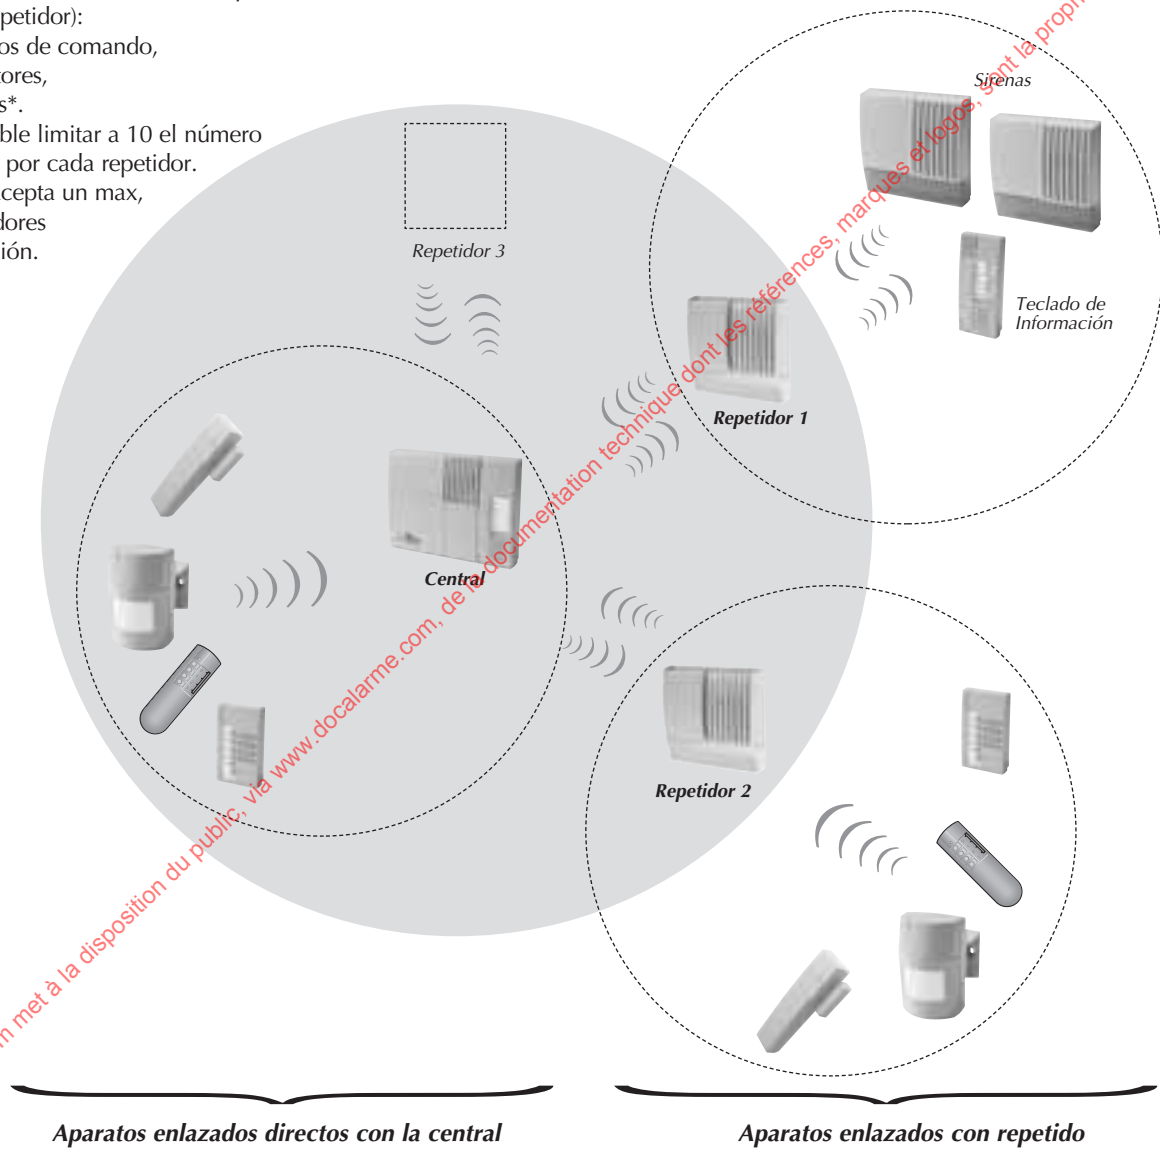 petidor):
os de comando,
tores,
s*.
ble limitar a 10 el número
por cada repetidor.
cepta un max,
dores
ión.
Sirenas
Repetidor 3
Teclado de
Información
Repetidor 1
Central
Repetidor 2
n met à la disposition du public, via www.docalarme.com, de la documentation technique dont les références, marques et logos, sont la propri
Aparatos enlazados directos con la central
Aparatos enlazados con repetido